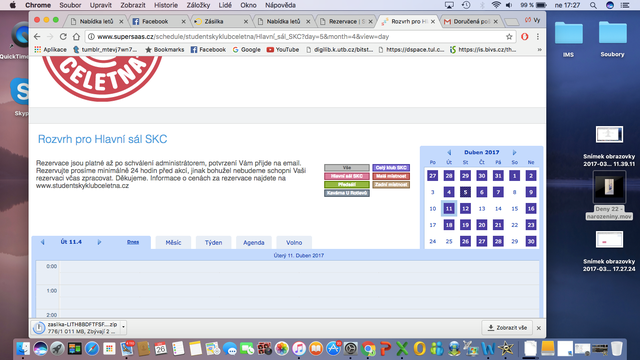 Chrome Soubor Upravit Zobrazit Historie Záložky Lidé Okno Nápověda 99 % ne 17:27
Nabídka letů Facebook Zásilka Nabídka letů Rezervace | S Rozvrh pro Hl Doručená pošt Vy
www.supersaas.cz/schedule/studentskyklubceletna/Hlavní_sál_SKC?day=5&month=4&view=day
Aplikace tumblr_mtevj7wn7... Bookmarks Facebook Google YouTube digilib.k.utb.cz/bitst https://dspace.tul.c https://is.bivs.cz/th
CELETNÁ
Rozvrh pro Hlavní sál SKC
Rezervace jsou platné až po schválení administrátorem, potvrzení Vám přijde na email.
Rezervujte prosíme minimálně 24 hodin před akcí, jinak bohužel nebudeme schopni Vaši
rezervaci včas zpracovat. Děkujeme. Informace o cenách za rezervace najdete na
www.studentskyklubceletna.cz
Vše Celý klub SKC
Hlavní sál SKC Malá místnost
Předsálí Zadní místnost
Duben 2017
Po Út St Čt Pá So Ne
27 28 29 30 31 1 2
3 4 5 6 7 8 9
10 11 12 13 14 15 16
17 18 19 20 21 22 23
24 25 26 27 28 29 30
Út 11.4 Dnes Měsíc Týden Agenda Volno
Úterý 11. Duben 2017
0:00
1:00
2:00
zasilka-LITH8BDFTFSF....zip
776/1 011 MB, Zbývají 2 ...
Zobrazit vše
QuickTime
Skyp
IMS
Soubory
Snímek obrazovky
2017-03... 11.39.11
Deny 22 -
narozeniny.mov
Snímek obrazovky
2017-03... 17.27.24